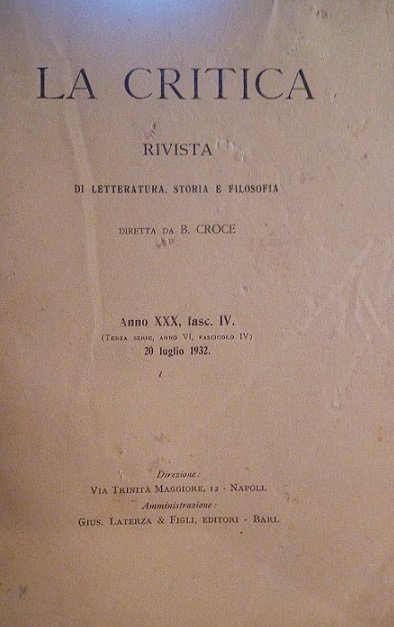 LA CRITICA
RIVISTA
DI LETTERATURA, STORIA E FILOSOFIA
DIRETTA DA B. CROCE
Anno XXX, fasc. IV.
(TERZA SERIE, ANNO VI, FASCICOLO IV)
20 luglio 1932.
Direzione:
VIA TRINITÀ MAGGIORE, 12 - NAPOLI.
Amministrazione:
GIUS. LATERZA & FIGLI, EDITORI - BARI.